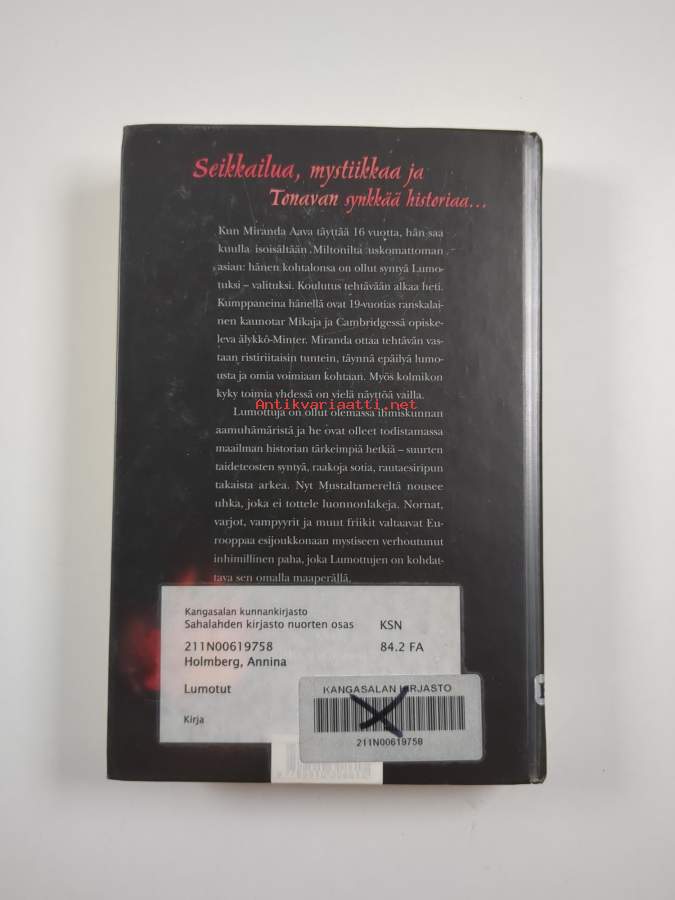 Seikkailua, mystiikkaa ja
Tonavan synkkää historiaa...
Kun Miranda Aava täyttää 16 vuotta, hän saa
kuulla isoisältään Miltonilta uskomattoman
asian: hänen kohtalonsa on ollut syntyä Lumo-
tuksi – valituksi. Koulutus tehtävään alkaa heti.
Kumppaneina hänellä ovat 19-vuotias ranskalai-
nen kaunotar Mikaja ja Cambridgessä opiske-
leva älykkö-Minter. Miranda ottaa tehtävän vas-
taan ristiriitaisin tuntein, täynnä epäilyä lumo-
usta ja omia voimiaan kohtaan. Myös kolmikon
kyky toimia yhdessä on vielä näyttöä vailla.
Antikvariaatti.net
Lumottuja on ollut olemassa ihmiskunnan
aamuhämäristä ja he ovat olleet todistamassa
maailman historian tärkeimpiä hetkiä – suurten
taideteosten syntyä, raakoja sotia, rautaesiripun
takaista arkea. Nyt Mustaltamereltä nousee
uhka, joka ei tottele luonnonlakeja. Nornat,
varjot, vampyyrit ja muut friikit valtaavat Eu-
rooppaa esijoukkonaan mystiseen verhoutunut
inhimillinen paha, joka Lumottujen on kohdat-
tava sen omalla maaperällä.
Kangasalan kunnankirjasto
Sahalahden kirjasto nuorten osas KSN
211N00619758 84.2 FA
Holmberg, Annina
Lumotut
Kirja
KANGASALAN KIRJASTO
211N00619758